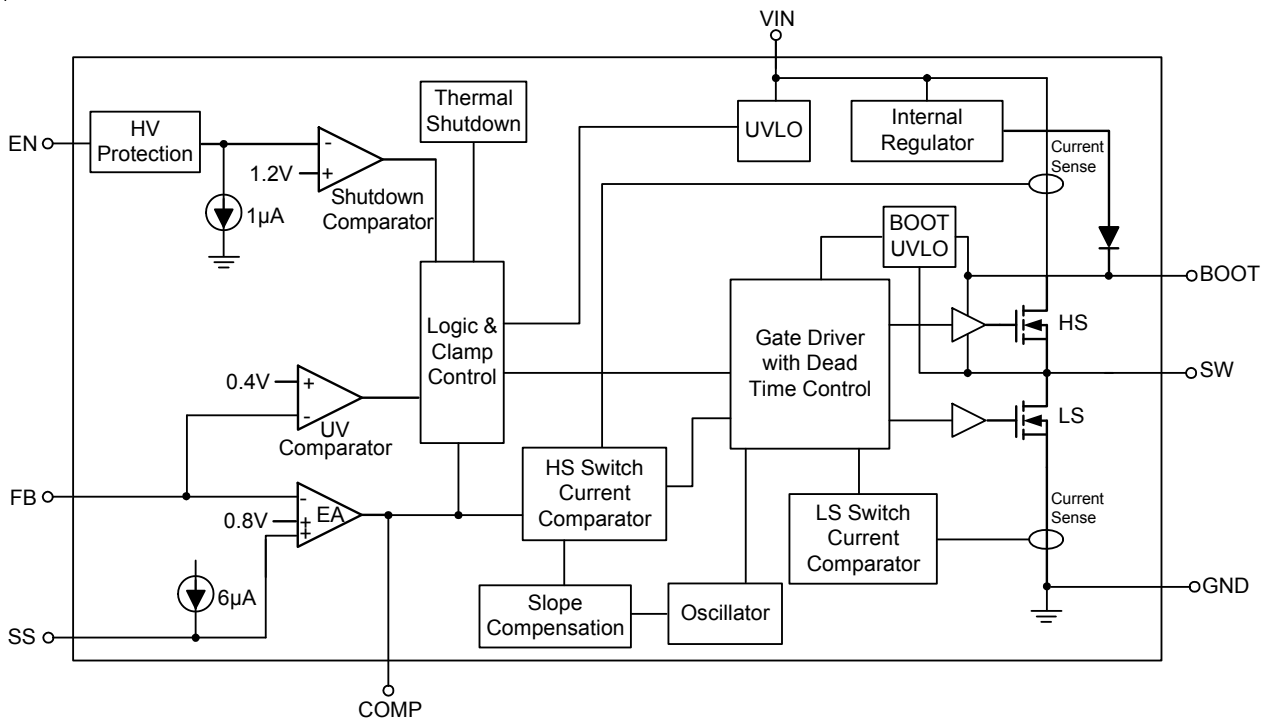 VIN
EN
HV
Protection
1.2V
-
+
Shutdown
Comparator
1µA
Thermal
Shutdown
UVLO
Internal
Regulator
Current
Sense
BOOT
UVLO
BOOT
Logic &
Clamp
Control
Gate Driver
with Dead
Time Control
HS
SW
LS
0.4V
+
-
UV
Comparator
FB
-
0.8V
+
+
EA
HS Switch
Current
Comparator
LS Switch
Current
Comparator
Current
Sense
GND
6µA
SS
Slope
Compensation
Oscillator
COMP